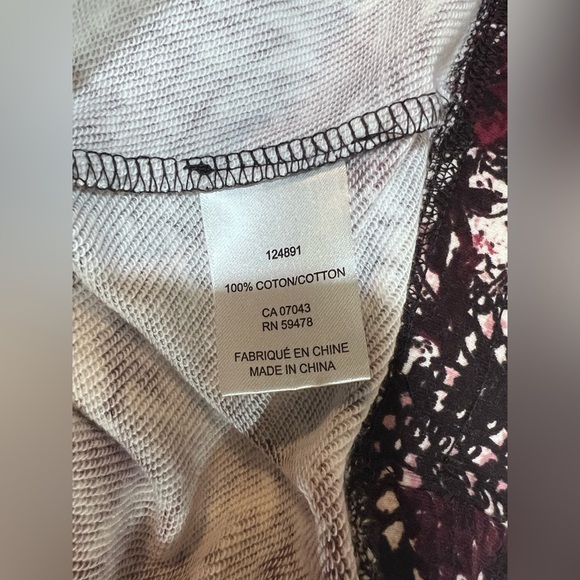 124891
100% COTON/COTTON
CA 07043
RN 59478
FABRIQUÉ EN CHINE
MADE IN CHINA